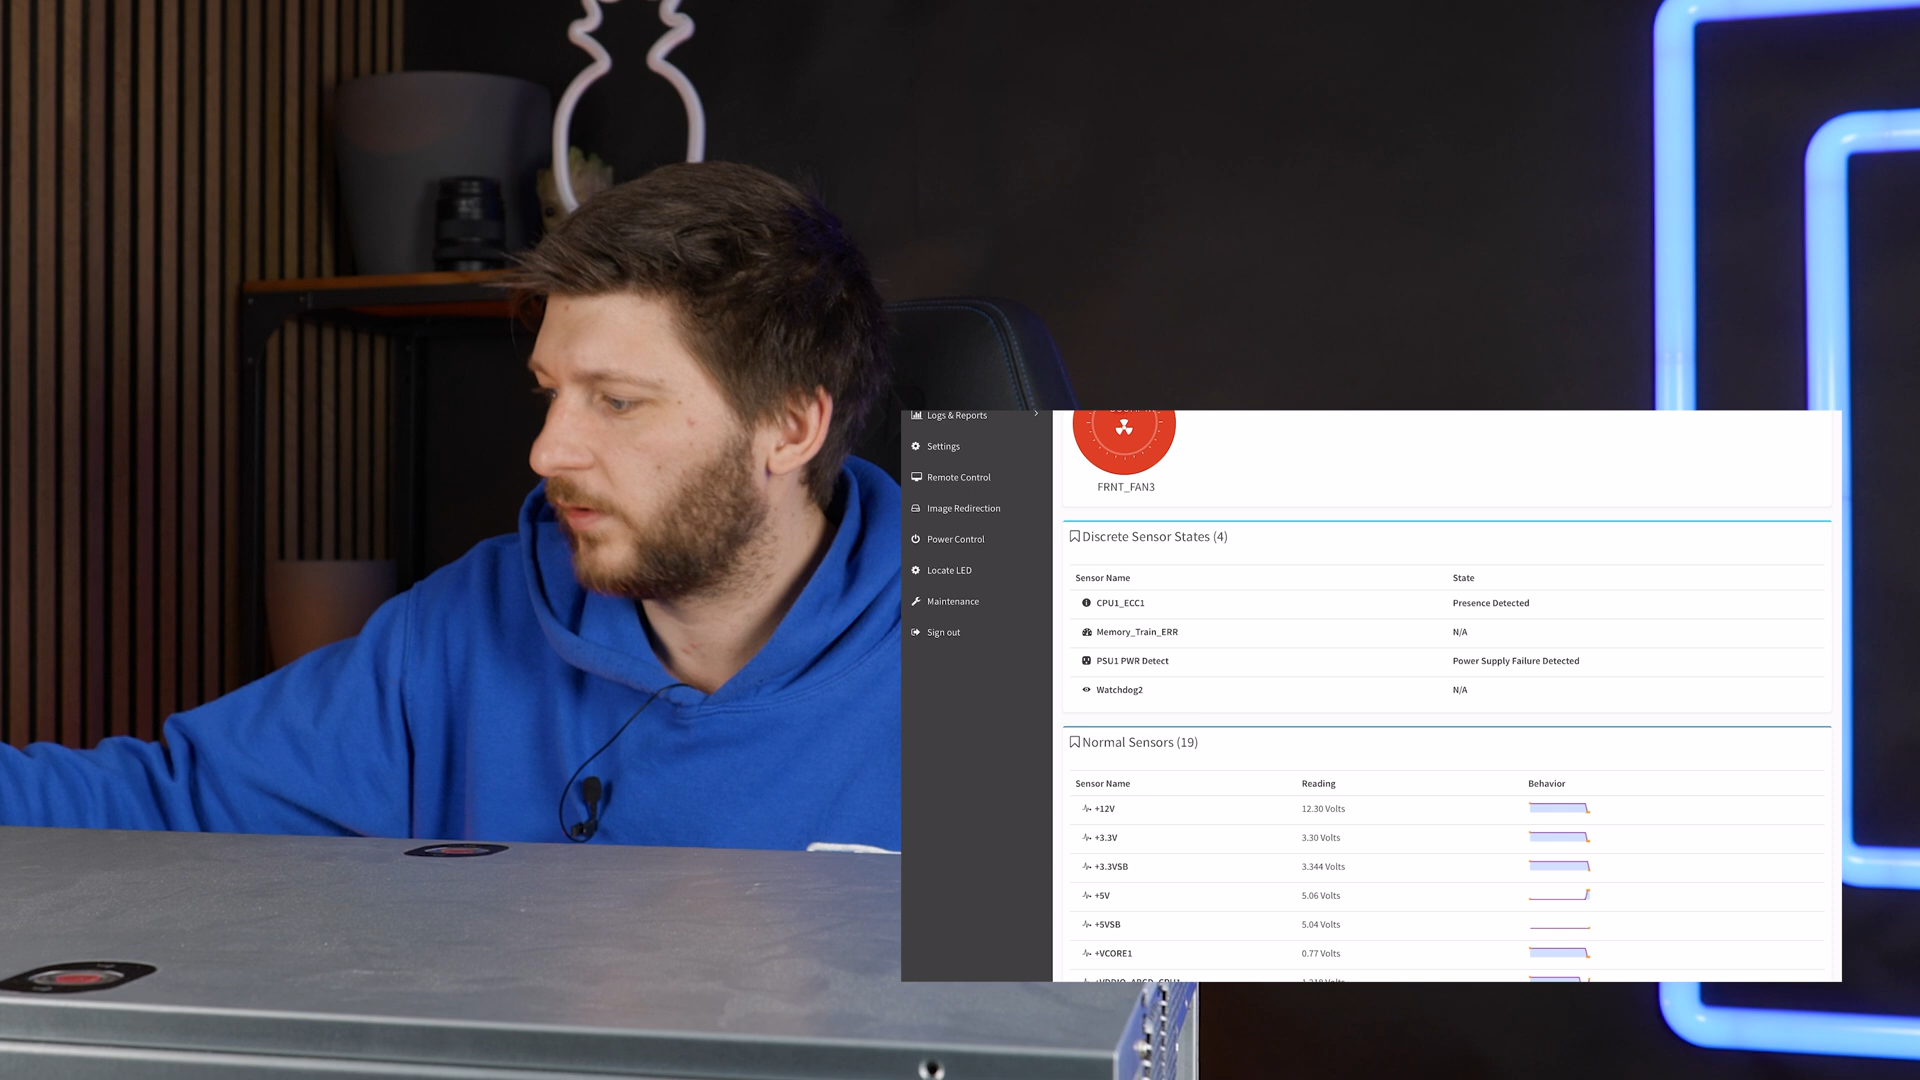 Logs & Reports
Settings
Remote Control
Image Redirection
Power Control
Locate LED
Maintenance
Sign out
FRNT_FAN3
Discrete Sensor States (4)
Sensor Name State
CPU1_ECC1 Presence Detected
Memory_Train_ERR N/A
PSU1 PWR Detect Power Supply Failure Detected
Watchdog2 N/A
Normal Sensors (19)
Sensor Name Reading Behavior
+12V 12.30 Volts
+3.3V 3.30 Volts
+3.3VSB 3.344 Volts
+5V 5.06 Volts
+5VSB 5.04 Volts
+VCORE1 0.77 Volts